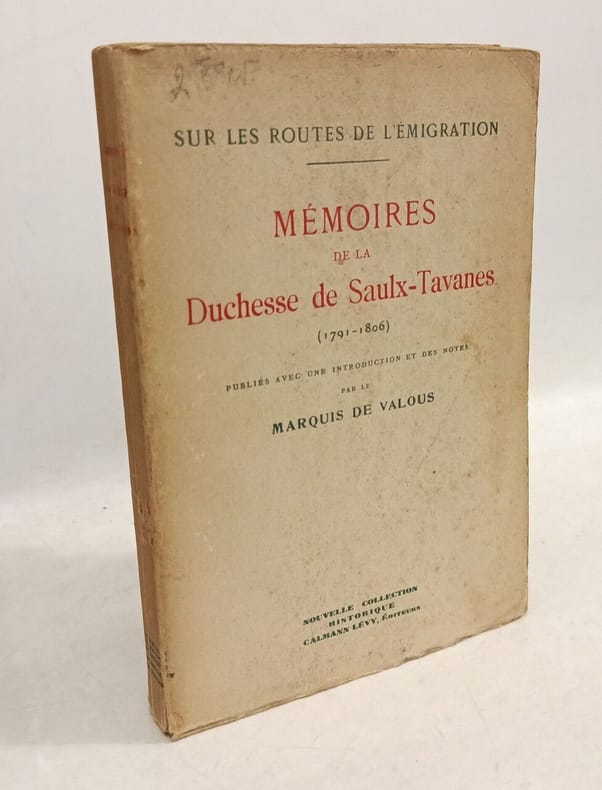 SUR LES ROUTES DE L'ÉMIGRATION
MÉMOIRES
DE LA
Duchesse de Saulx-Tavanes
(1791-1806)
PUBLIÉS AVEC UNE INTRODUCTION ET DES NOTES
PAR LE
MARQUIS DE VALOUS
NOUVELLE COLLECTION
HISTORIQUE
CALMANN-LÉVY, ÉDITEURS